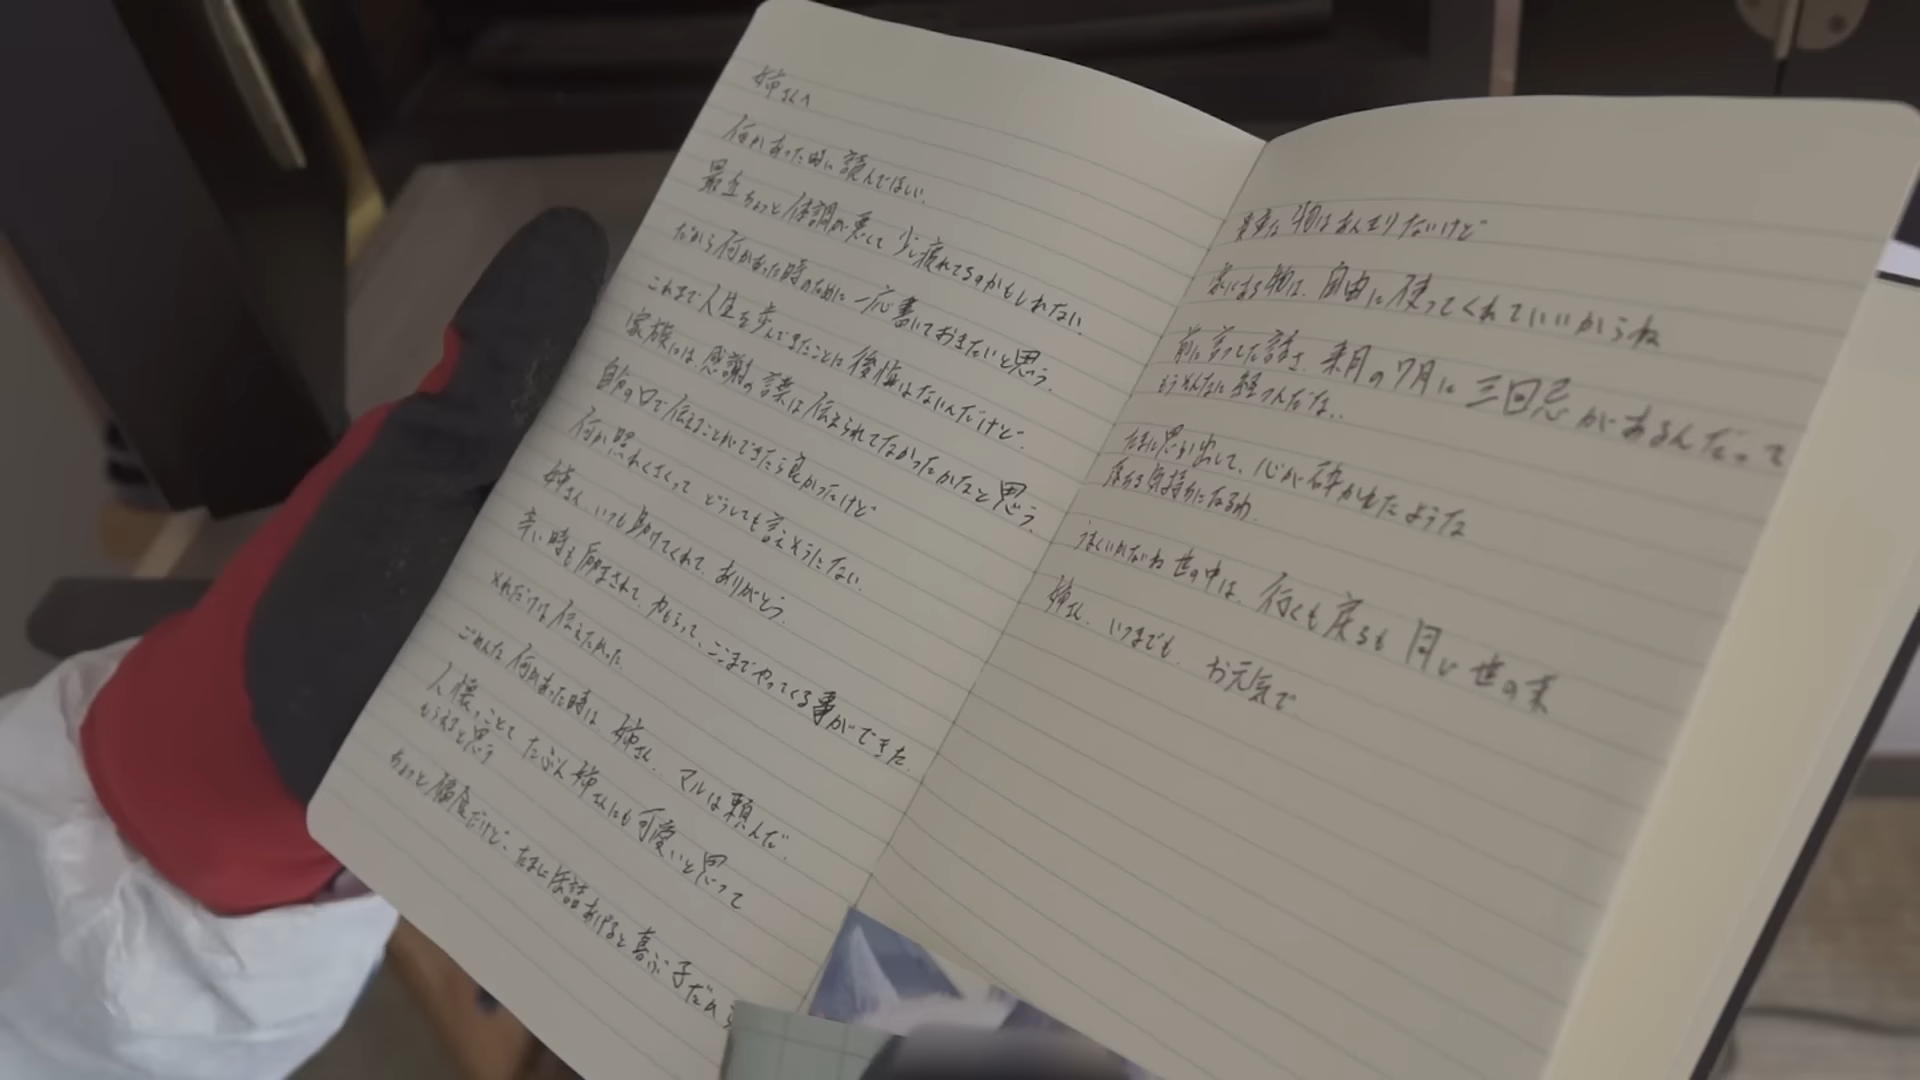 姉さんへ
何かあった時に読んでほしい。
最近ちょっと体調が悪くて少し疲れてるのかもしれない。
だから何かあった時のために一応書いておきたいと思う。
これまで人生を歩んできたことに後悔はないんだけど、
家族には感謝の言葉は伝えられてなかったかなと思う。
自分の口で伝えることができたら良かったけど
何か照れくさくってどうしても言えそうにない。
姉さん、いつも助けてくれて、ありがとう。
辛い時も励まされて、力もらって、ここまでやってくる事ができた。
それだけは伝えたかった。
ごめんな 何かあった時は 姉さん、マルは頼んだ。
人懐っこくて たぶん姉さんにも可愛いと思って
もらえると思う
ちょっと臆病だけど、たまに缶詰あげると喜ぶ子だから
貴重な物はあんまりないけど
家にある物は、自由に使ってくれていいからね
前に言ってた話さ、来月の7月に三回忌があるんだって
もうそんなに経つんだな..
たまに思い出して、心が砕かれたような
気持ちになるわ
うまくいかないね 世の中は、行くも戻るも同じ世の末
姉さん、いつまでも、お元気で